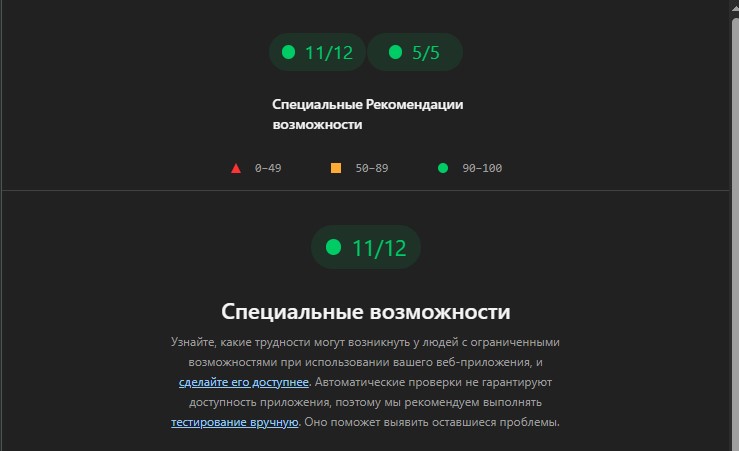 11/12 5/5
Специальные Рекомендации
возможности
0–49 50–89 90–100
11/12
Специальные возможности
Узнайте, какие трудности могут возникнуть у людей с ограниченными
возможностями при использовании вашего веб-приложения, и
сделайте его доступнее. Автоматические проверки не гарантируют
доступность приложения, поэтому мы рекомендуем выполнять
тестирование вручную. Оно поможет выявить оставшиеся проблемы.